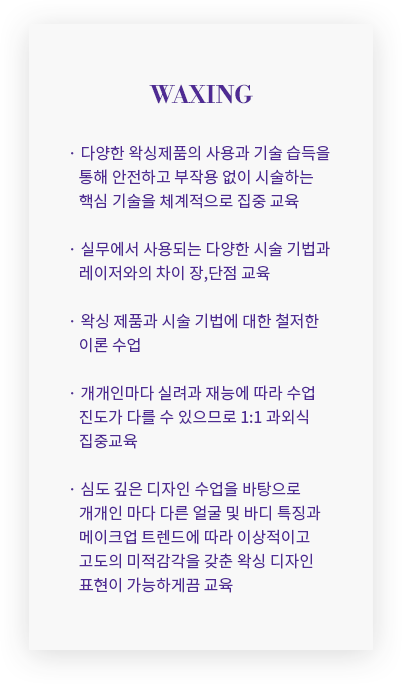 WAXING
· 다양한 왁싱제품의 사용과 기술 습득을
통해 안전하고 부작용 없이 시술하는
핵심 기술을 체계적으로 집중 교육
· 실무에서 사용되는 다양한 시술 기법과
레이저와의 차이 장,단점 교육
· 왁싱 제품과 시술 기법에 대한 철저한
이론 수업
· 개개인마다 실려과 재능에 따라 수업
진도가 다를 수 있으므로 1:1 과외식
집중교육
· 심도 깊은 디자인 수업을 바탕으로
개개인 마다 다른 얼굴 및 바디 특징과
메이크업 트렌드에 따라 이상적이고
고도의 미적감각을 갖춘 왁싱 디자인
표현이 가능하게끔 교육